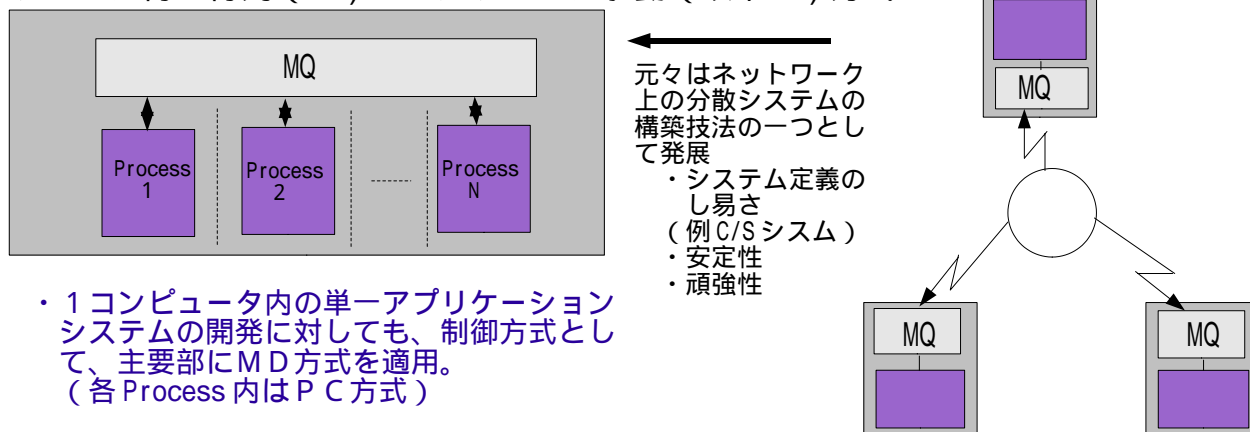 MQ
Process
1
Process
2
Process
N
元々はネットワーク
上の分散システムの
構築技法の一つとし
て発展
・システム定義の
し易さ
(例C/Sシスム)
・安定性
・頑強性
MQ
MQ
MQ
・1コンピュータ内の単一アプリケーション
システムの開発に対しても、制御方式とし
て、主要部にMD方式を適用。
(各Process内はPC方式)